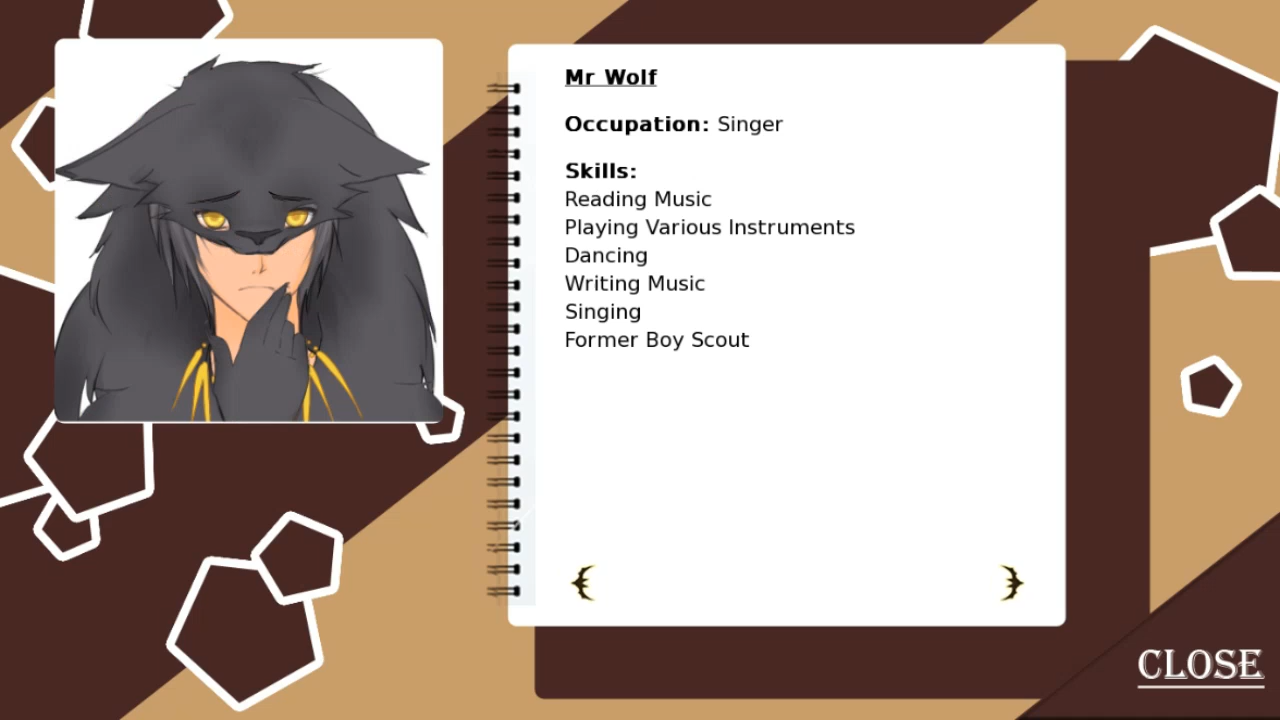 Mr Wolf
Occupation: Singer
Skills:
Reading Music
Playing Various Instruments
Dancing
Writing Music
Singing
Former Boy Scout
CLOSE